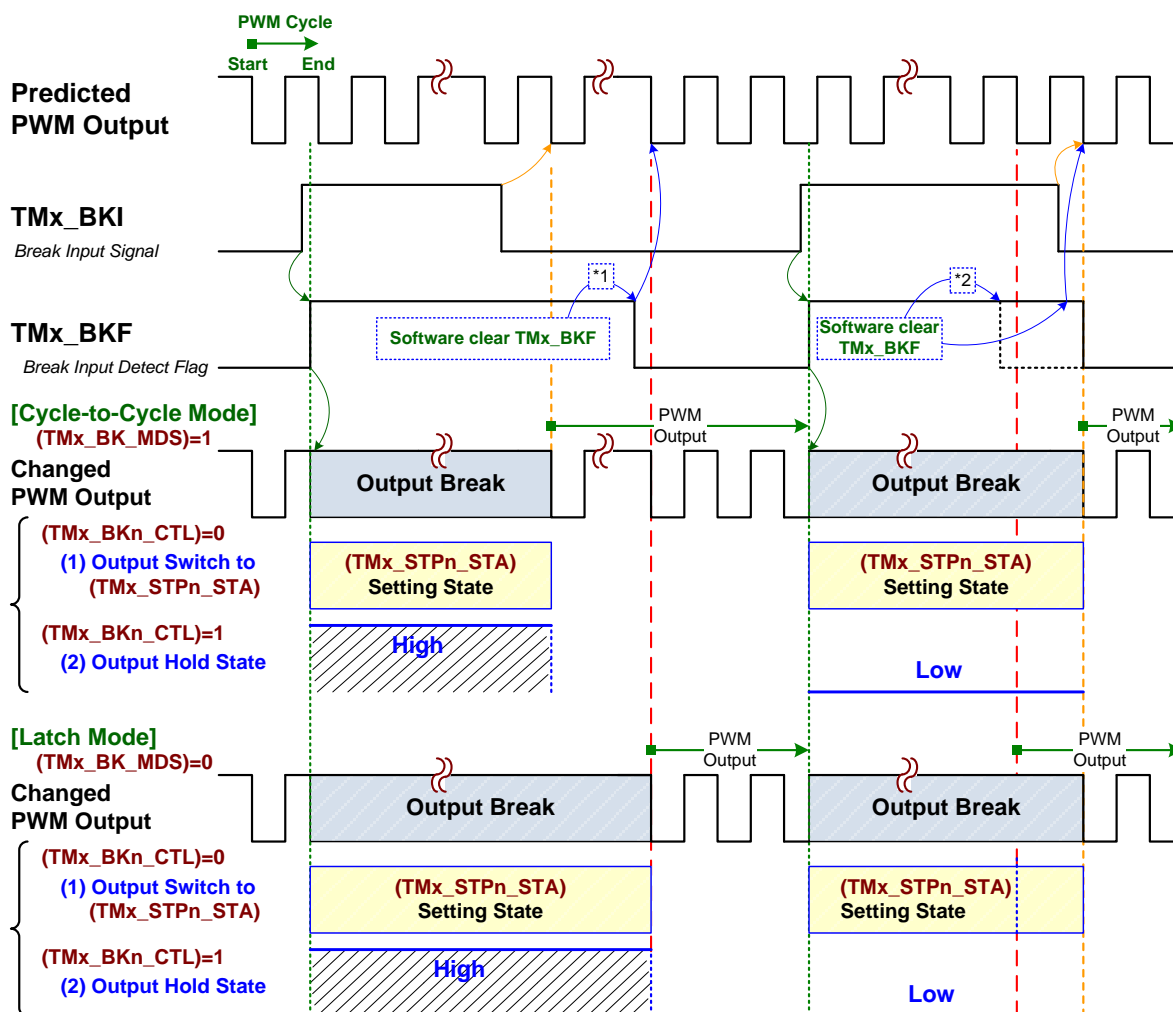 PWM Cycle
Start End
Predicted
PWM Output
TMx_BKI
Break Input Signal
*1
*2
TMx_BKF
Break Input Detect Flag
Software clear TMx_BKF
Software clear
TMx_BKF
[Cycle-to-Cycle Mode]
(TMx_BK_MDS)=1
PWM
Output
PWM
Output
Changed
PWM Output
Output Break
Output Break
(TMx_BKn_CTL)=0
(1) Output Switch to
(TMx_STPn_STA)
(TMx_STPn_STA)
Setting State
(TMx_STPn_STA)
Setting State
(TMx_BKn_CTL)=1
(2) Output Hold State
High
Low
[Latch Mode]
(TMx_BK_MDS)=0
PWM
Output
PWM
Output
Changed
PWM Output
Output Break
Output Break
(TMx_BKn_CTL)=0
(1) Output Switch to
(TMx_STPn_STA)
(TMx_STPn_STA)
Setting State
(TMx_STPn_STA)
Setting State
(TMx_BKn_CTL)=1
(2) Output Hold State
High
Low